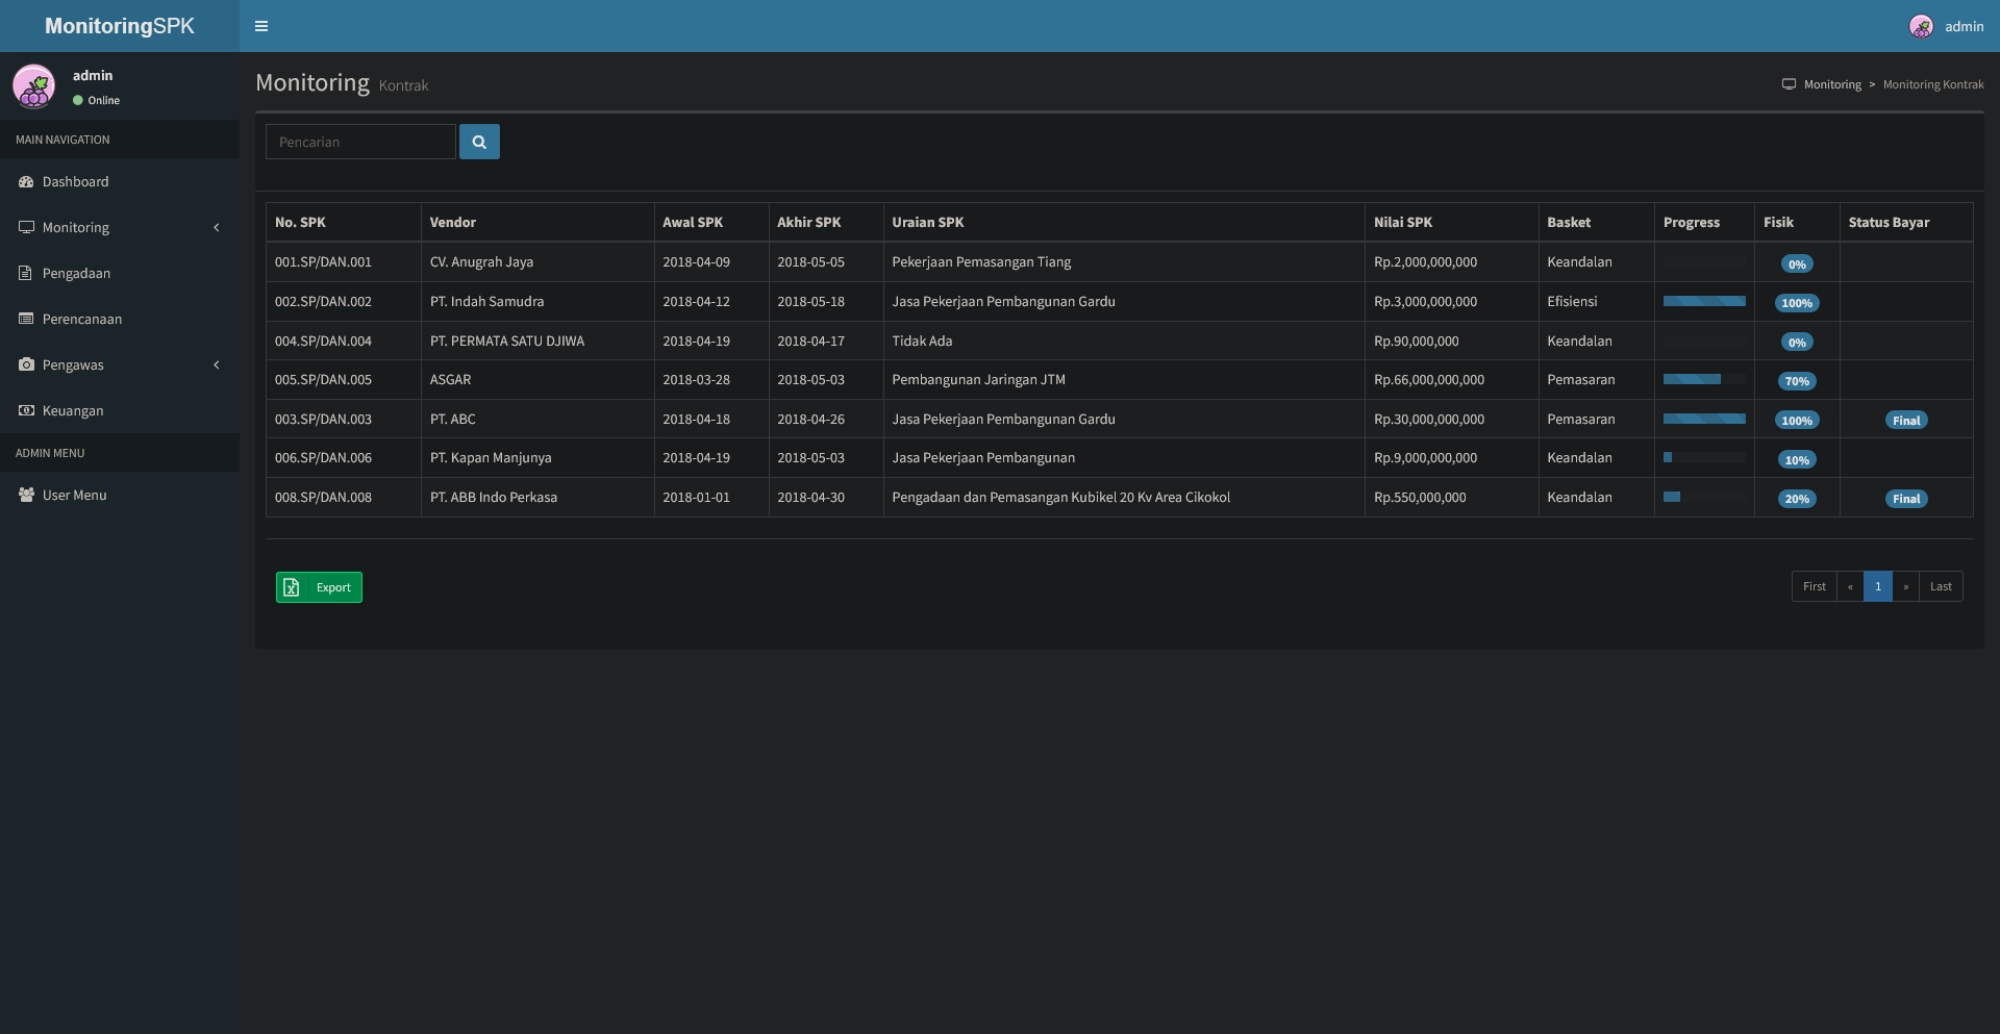 MonitoringSPK
admin
admin
Online
MAIN NAVIGATION
Dashboard
Monitoring
Pengadaan
Perencanaan
Pengawas
Keuangan
ADMIN MENU
User Menu
Monitoring Kontrak
Monitoring > Monitoring Kontrak
Pencarian
No. SPK Vendor Awal SPK Akhir SPK Uraian SPK Nilai SPK Basket Progress Fisik Status Bayar
001.SP/DAN.001 CV. Anugrah Jaya 2018-04-09 2018-05-05 Pekerjaan Pemasangan Tiang Rp.2,000,000,000 Keandalan 0%
002.SP/DAN.002 PT. Indah Samudra 2018-04-12 2018-05-18 Jasa Pekerjaan Pembangunan Gardu Rp.3,000,000,000 Efisiensi 100%
004.SP/DAN.004 PT. PERMATA SATU DJIWA 2018-04-19 2018-04-17 Tidak Ada Rp.90,000,000 Keandalan 0%
005.SP/DAN.005 ASGAR 2018-03-28 2018-05-03 Pembangunan Jaringan JTM Rp.66,000,000,000 Pemasaran 70%
003.SP/DAN.003 PT. ABC 2018-04-18 2018-04-26 Jasa Pekerjaan Pembangunan Gardu Rp.30,000,000,000 Pemasaran 100% Final
006.SP/DAN.006 PT. Kapan Manjunya 2018-04-19 2018-05-03 Jasa Pekerjaan Pembangunan Rp.9,000,000,000 Keandalan 10%
008.SP/DAN.008 PT. ABB Indo Perkasa 2018-01-01 2018-04-30 Pengadaan dan Pemasangan Kubikel 20 Kv Area Cikokol Rp.550,000,000 Keandalan 20% Final
Export
First « 1 » Last